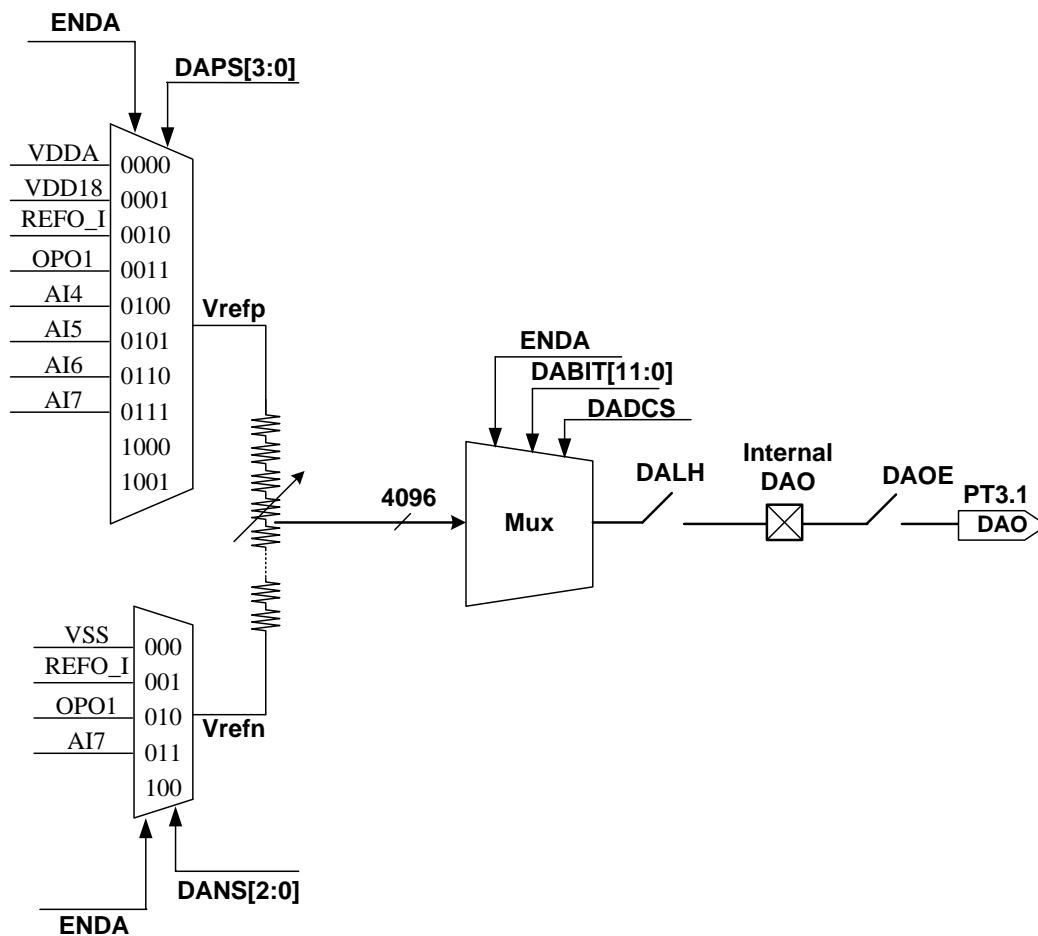 ENDA
DAPS[3:0]
VDDA
0000
VDD18
0001
REFO_I
0010
OPO1
0011
AI4
0100
AI5
0101
AI6
0110
AI7
0111
1000
1001
Vrefp
ENDA
DABIT[11:0]
DADCS
4096
Mux
DALH
Internal
DAO
DAOE
PT3.1
DAO
VSS
000
REFO_I
001
OPO1
010
AI7
011
100
Vrefn
DANS[2:0]
ENDA